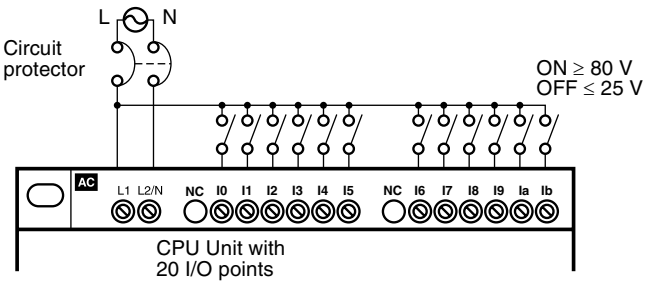 L N
Circuit
protector
ON ≥ 80 V
OFF ≤ 25 V
AC L1 L2/N NC I0 I1 I2 I3 I4 I5 NC I6 I7 I8 I9 Ia Ib
CPU Unit with
20 I/O points